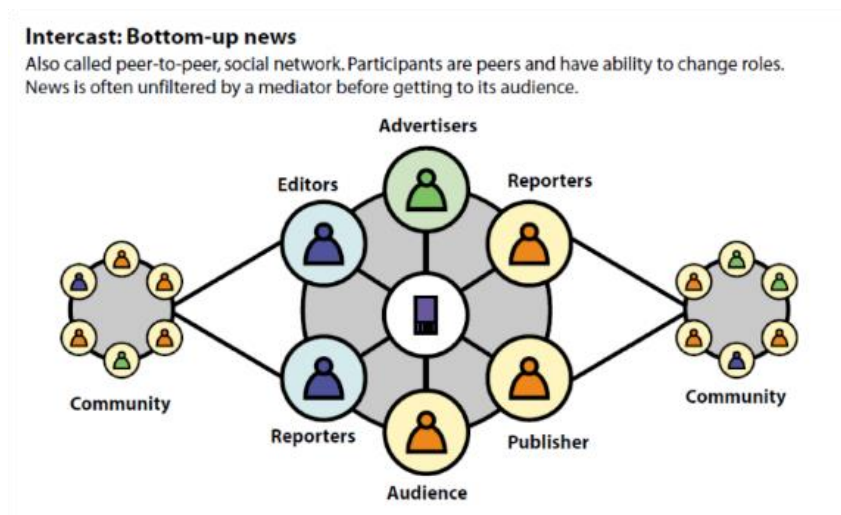 Intercast: Bottom-up news
Also called peer-to-peer, social network. Participants are peers and have ability to change roles.
News is often unfiltered by a mediator before getting to its audience.
Advertisers
Editors
Reporters
Community
Community
Reporters
Publisher
Audience